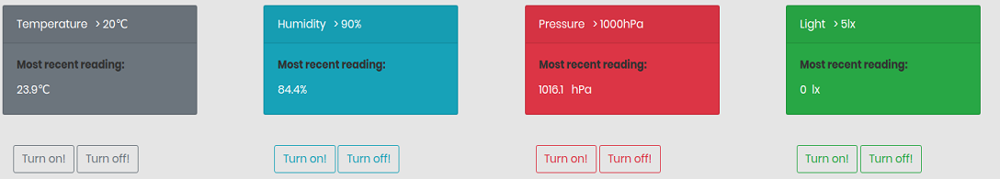 Temperature > 20℃
Most recent reading:
23.9℃
Turn on! Turn off!
Humidity > 90%
Most recent reading:
84.4%
Turn on! Turn off!
Pressure > 1000hPa
Most recent reading:
1016.1 hPa
Turn on! Turn off!
Light > 5lx
Most recent reading:
0 lx
Turn on! Turn off!